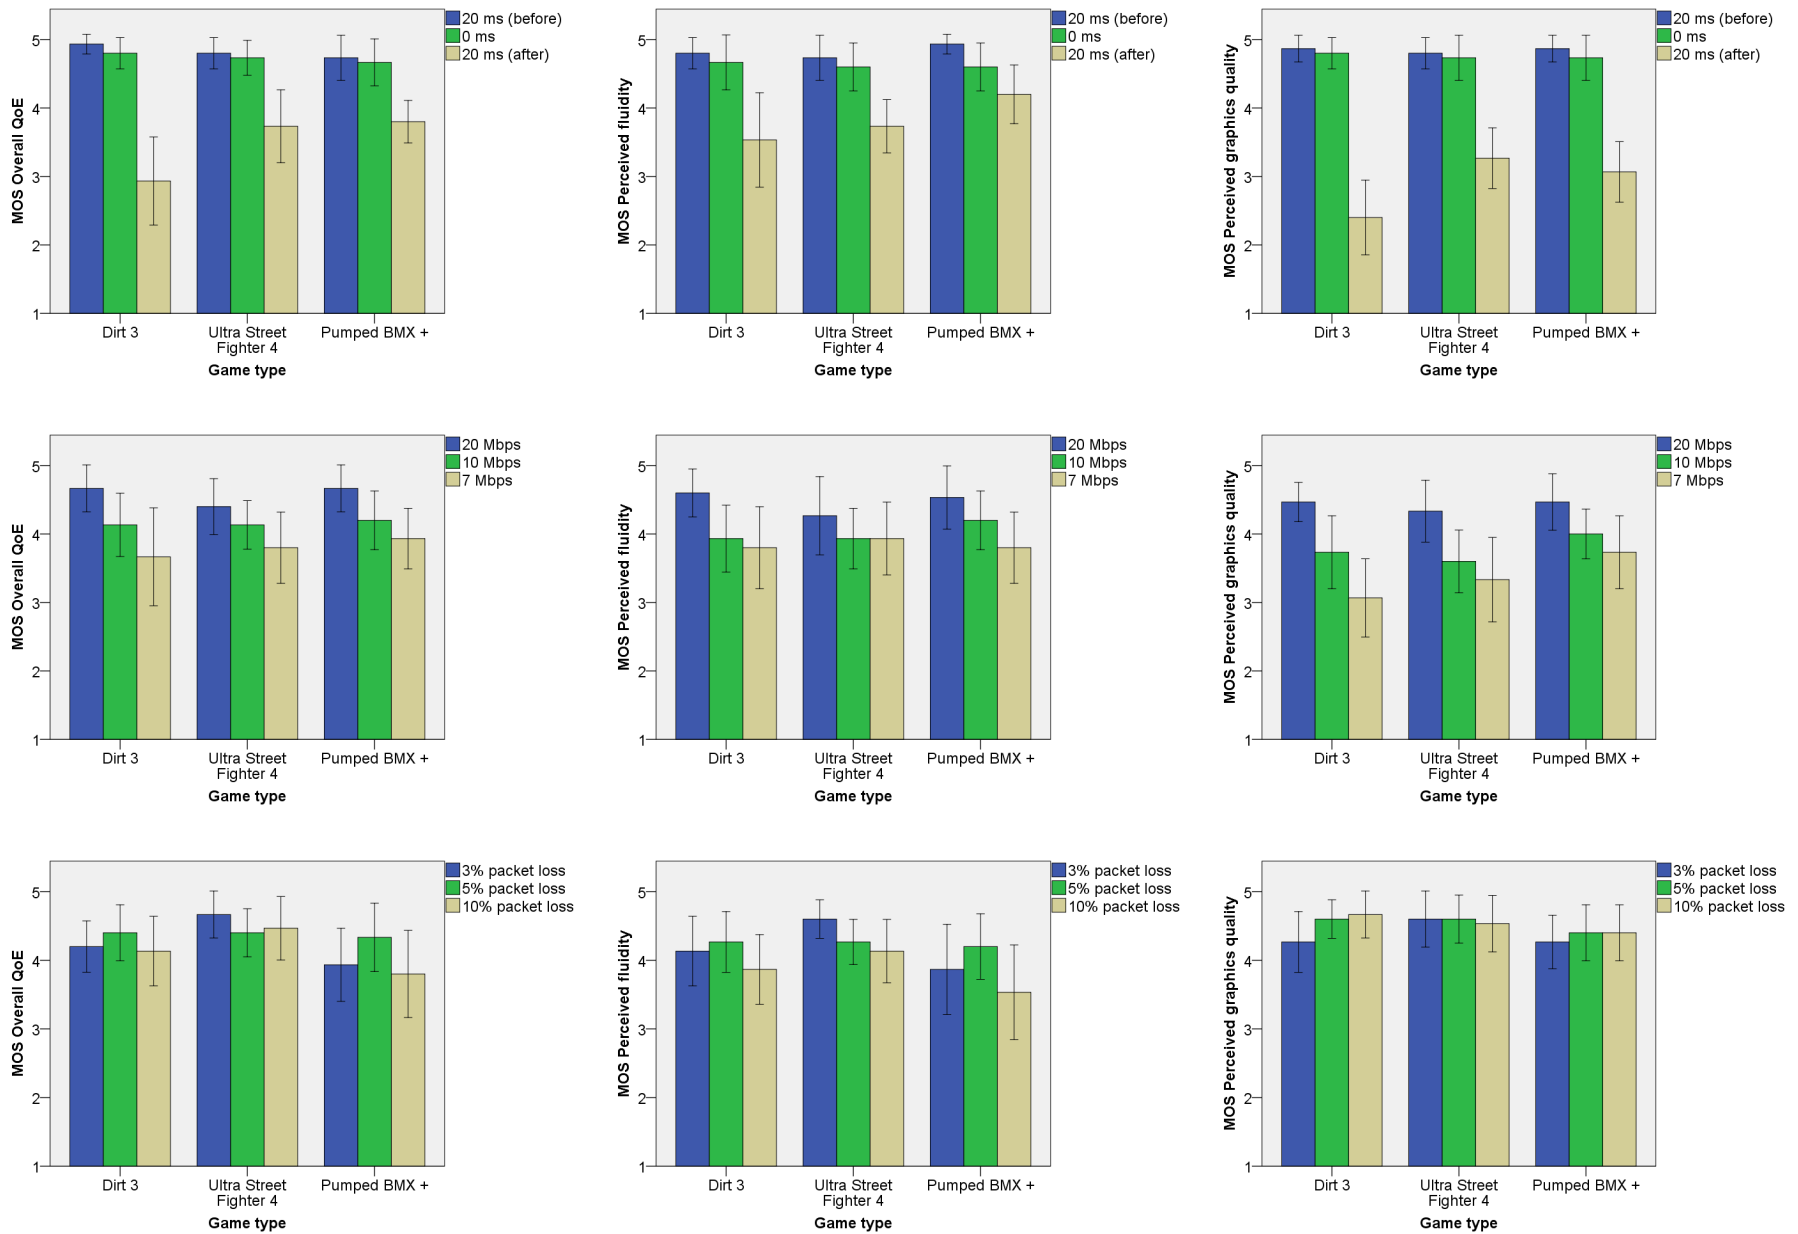 20 ms (before)
0 ms
20 ms (after)
MOS Overall QoE
5
4
3
2
1
Dirt 3
Ultra Street
Fighter 4
Pumped BMX +
Game type
20 ms (before)
0 ms
20 ms (after)
MOS Perceived fluidity
5
4
3
2
1
Dirt 3
Ultra Street
Fighter 4
Pumped BMX +
Game type
20 ms (before)
0 ms
20 ms (after)
MOS Perceived graphics quality
5
4
3
2
1
Dirt 3
Ultra Street
Fighter 4
Pumped BMX +
Game type
20 Mbps
10 Mbps
7 Mbps
MOS Overall QoE
5
4
3
2
1
Dirt 3
Ultra Street
Fighter 4
Pumped BMX +
Game type
20 Mbps
10 Mbps
7 Mbps
MOS Perceived fluidity
5
4
3
2
1
Dirt 3
Ultra Street
Fighter 4
Pumped BMX +
Game type
20 Mbps
10 Mbps
7 Mbps
MOS Perceived graphics quality
5
4
3
2
1
Dirt 3
Ultra Street
Fighter 4
Pumped BMX +
Game type
3% packet loss
5% packet loss
10% packet loss
MOS Overall QoE
5
4
3
2
1
Dirt 3
Ultra Street
Fighter 4
Pumped BMX +
Game type
3% packet loss
5% packet loss
10% packet loss
MOS Perceived fluidity
5
4
3
2
1
Dirt 3
Ultra Street
Fighter 4
Pumped BMX +
Game type
3% packet loss
5% packet loss
10% packet loss
MOS Perceived graphics quality
5
4
3
2
1
Dirt 3
Ultra Street
Fighter 4
Pumped BMX +
Game type